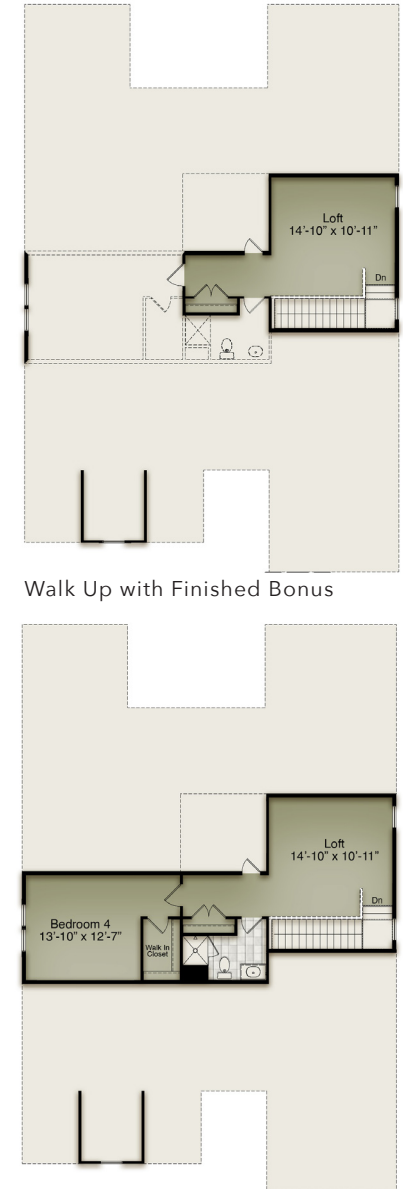 Loft
14'-10" x 10'-11"
Dn
Walk Up with Finished Bonus
Loft
14'-10" x 10'-11"
Dn
Bedroom 4
13'-10" x 12'-7"
Walk In
Closet